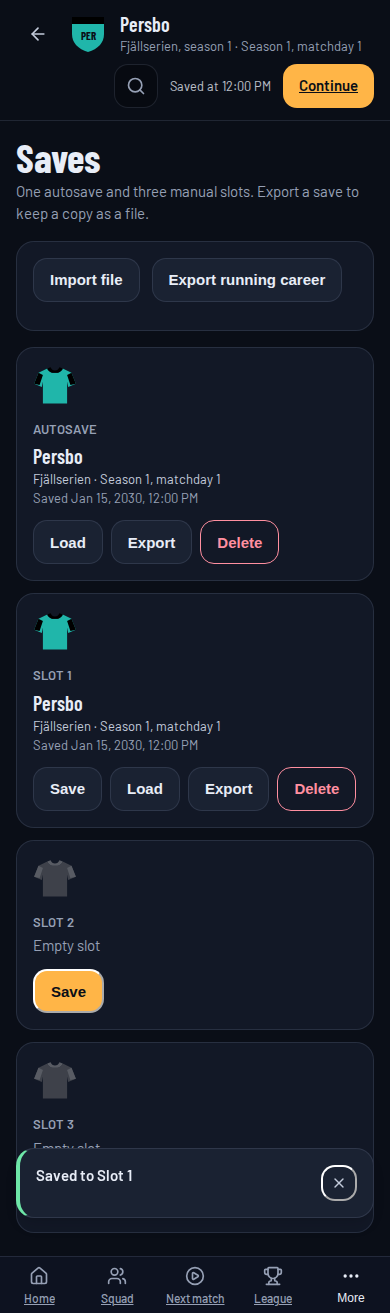 PER
Persbo
Fjällserien, season 1 · Season 1, matchday 1
Saved at 12:00 PM
Continue
Saves
One autosave and three manual slots. Export a save to
keep a copy as a file.
Import file
Export running career
AUTOSAVE
Persbo
Fjällserien · Season 1, matchday 1
Saved Jan 15, 2030, 12:00 PM
Load
Export
Delete
SLOT 1
Persbo
Fjällserien · Season 1, matchday 1
Saved Jan 15, 2030, 12:00 PM
Save
Load
Export
Delete
SLOT 2
Empty slot
Save
SLOT 3
Empty slot
Saved to Slot 1
Home
Squad
Next match
League
More